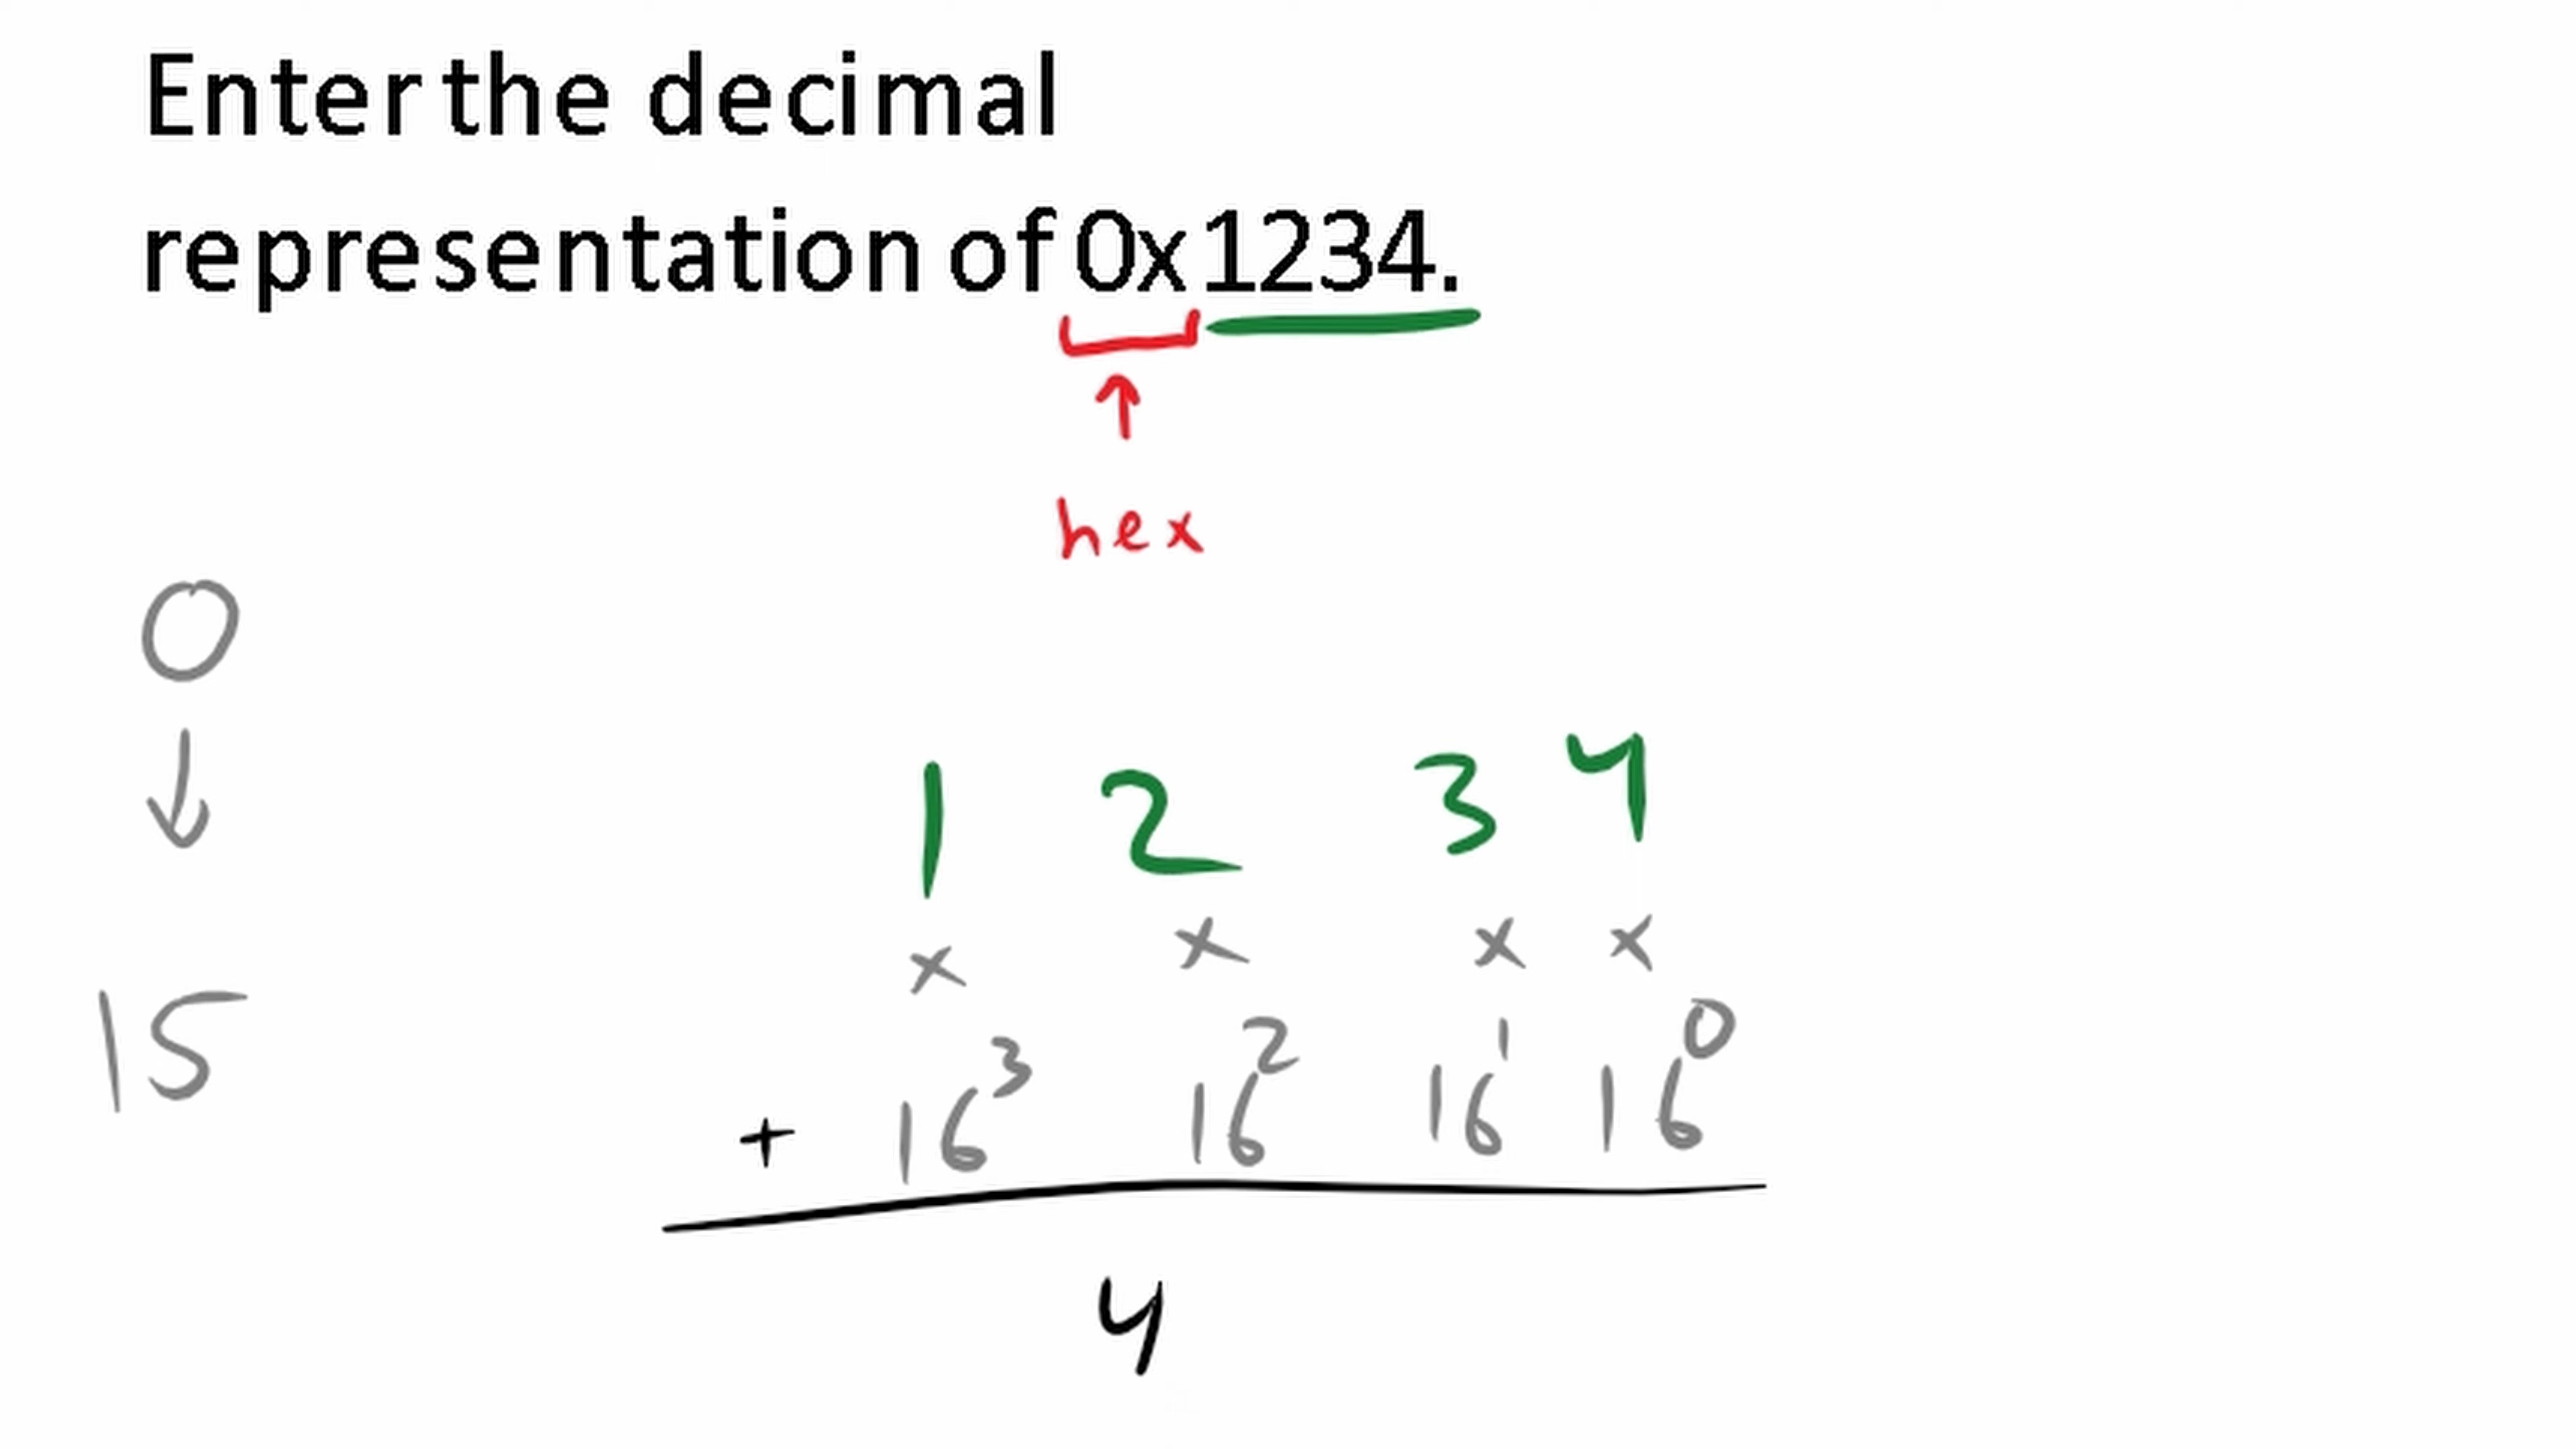 Enter the decimal
representation of 0x1234.
↑
hex
0
↓
15
1 2 3 4
x x x x
+ 16³ 16² 16¹ 16⁰
4